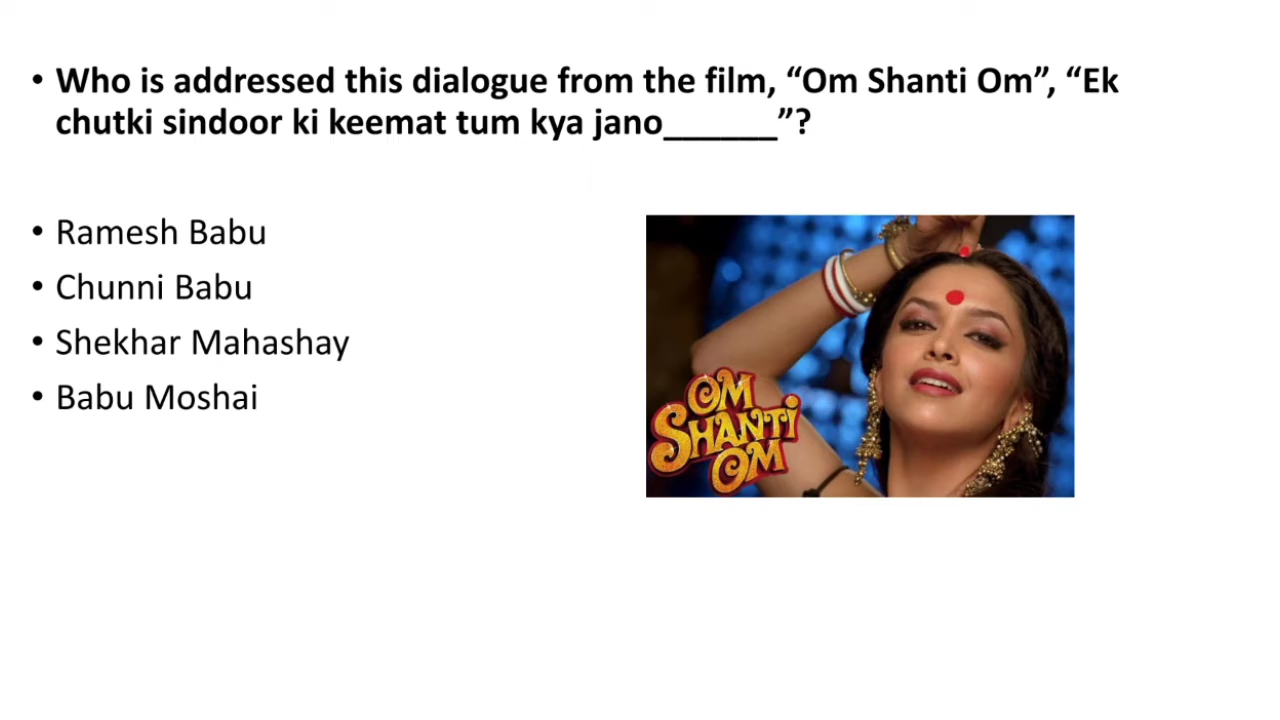 • Who is addressed this dialogue from the film, “Om Shanti Om”, “Ek
chutki sindoor ki keemat tum kya jano______”?
• Ramesh Babu
• Chunni Babu
• Shekhar Mahashay
• Babu Moshai
OM
SHANTI
OM